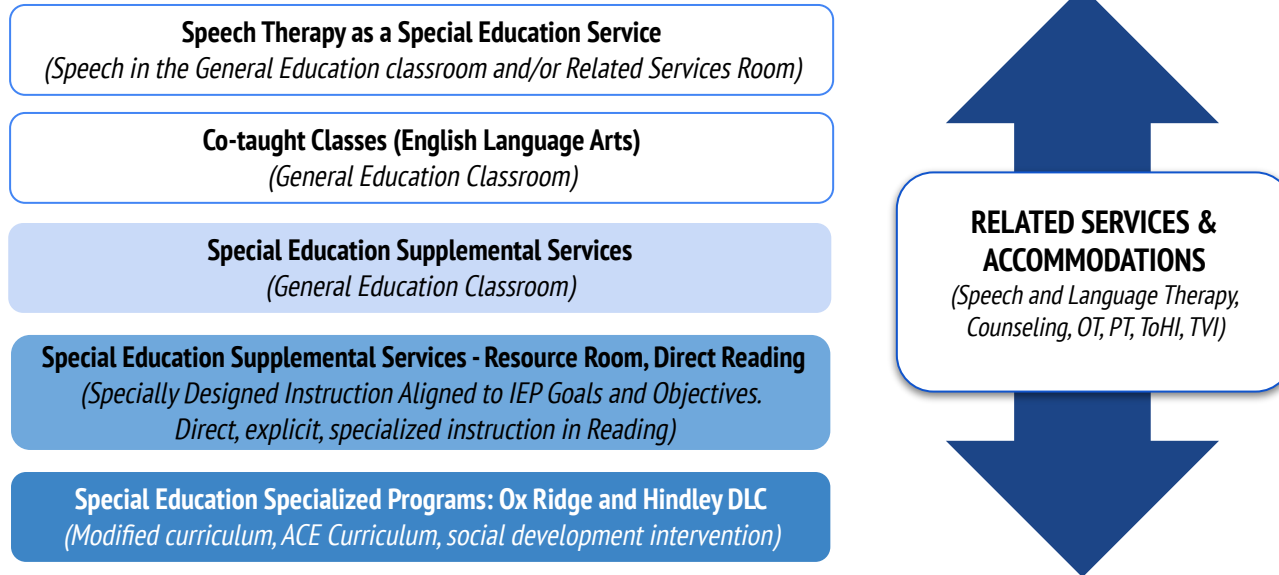 Speech Therapy as a Special Education Service
(Speech in the General Education classroom and/or Related Services Room)
Co-taught Classes (English Language Arts)
(General Education Classroom)
Special Education Supplemental Services
(General Education Classroom)
Special Education Supplemental Services - Resource Room, Direct Reading
(Specially Designed Instruction Aligned to IEP Goals and Objectives.
Direct, explicit, specialized instruction in Reading)
Special Education Specialized Programs: Ox Ridge and Hindley DLC
(Modified curriculum, ACE Curriculum, social development intervention)
RELATED SERVICES &
ACCOMMODATIONS
(Speech and Language Therapy,
Counseling, OT, PT, ToHI, TVI)